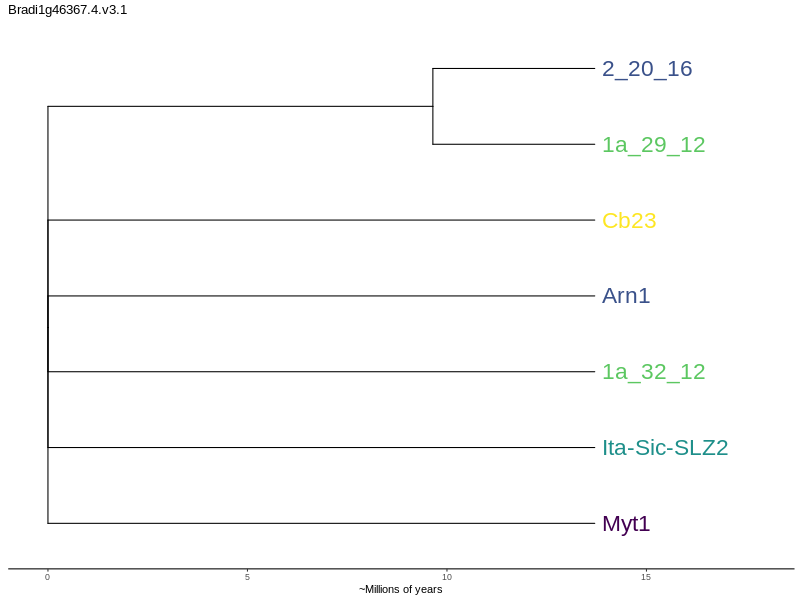 Bradi1g46367.4.v3.1
2_20_16
1a_29_12
Cb23
Arn1
1a_32_12
Ita-Sic-SLZ2
Myt1
0 5 10 15
~Millions of years